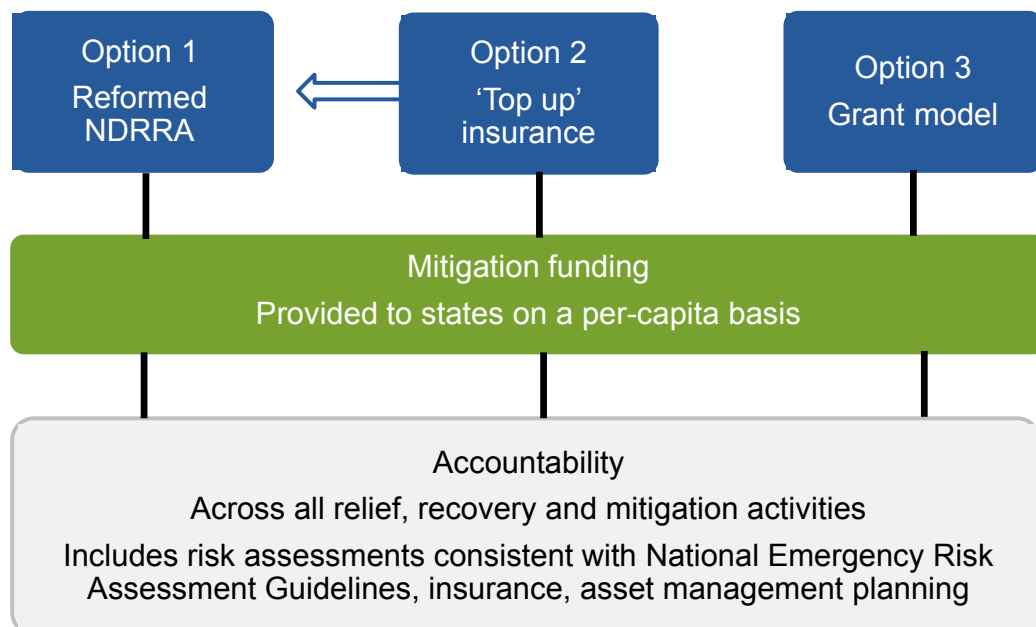 Option 1
Reformed
NDRRA
Option 2
‘Top up’
insurance
Option 3
Grant model
Mitigation funding
Provided to states on a per-capita basis
Accountability
Across all relief, recovery and mitigation activities
Includes risk assessments consistent with National Emergency Risk
Assessment Guidelines, insurance, asset management planning